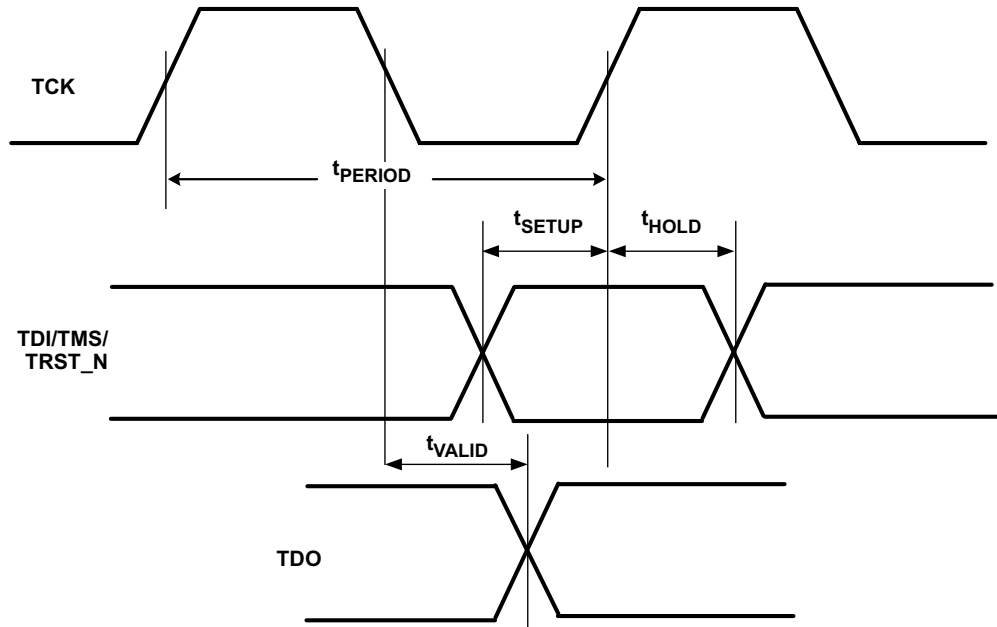 TCK
tPERIOD
tSETUP
tHOLD
TDI/TMS/
TRST_N
tVALID
TDO